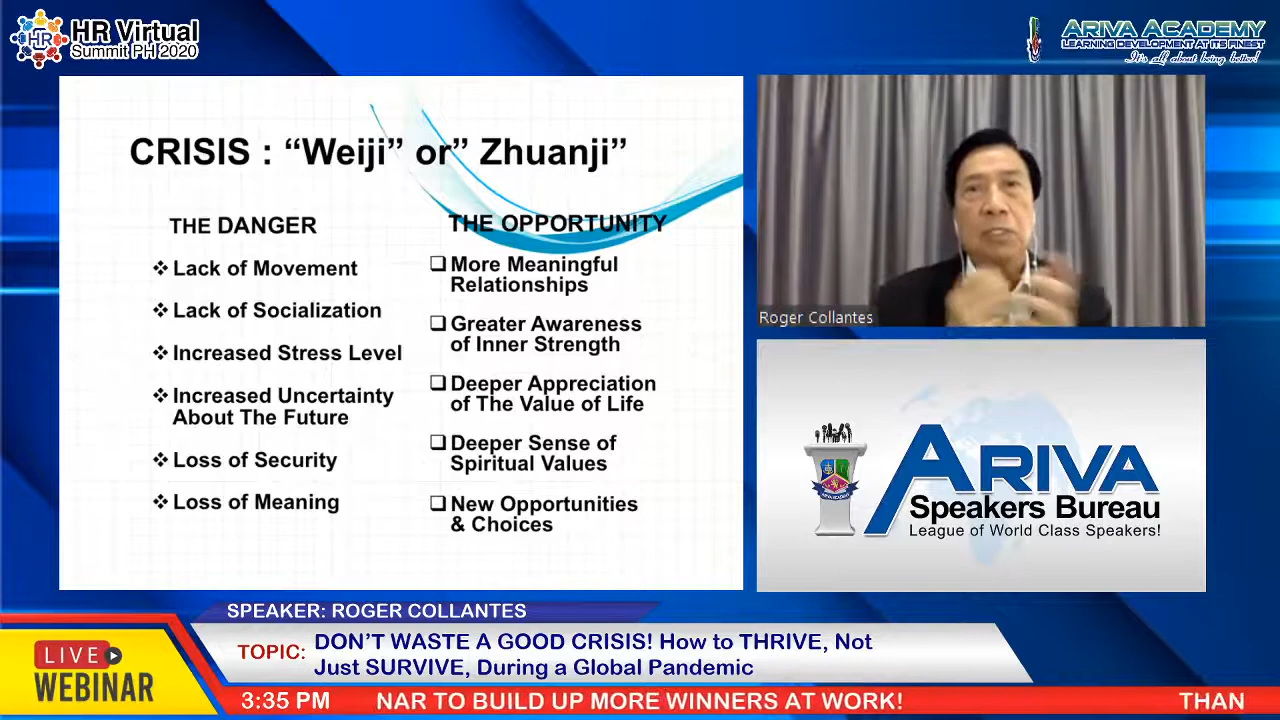 HR Virtual
Summit PH 2020
HR
ARIVA ACADEMY
LEARNING DEVELOPMENT AT ITS FINEST
It's all about being better!
CRISIS : “Weiji” or” Zhuanji”
THE DANGER
❖ Lack of Movement
❖ Lack of Socialization
❖ Increased Stress Level
❖ Increased Uncertainty
About The Future
❖ Loss of Security
❖ Loss of Meaning
THE OPPORTUNITY
❑ More Meaningful
Relationships
❑ Greater Awareness
of Inner Strength
❑ Deeper Appreciation
of The Value of Life
❑ Deeper Sense of
Spiritual Values
❑ New Opportunities
& Choices
Roger Collantes
ARIVA
Speakers Bureau
League of World Class Speakers!
SPEAKER: ROGER COLLANTES
TOPIC: DON’T WASTE A GOOD CRISIS! How to THRIVE, Not
Just SURVIVE, During a Global Pandemic
LIVE
WEBINAR
3:35 PM NAR TO BUILD UP MORE WINNERS AT WORK! THAN